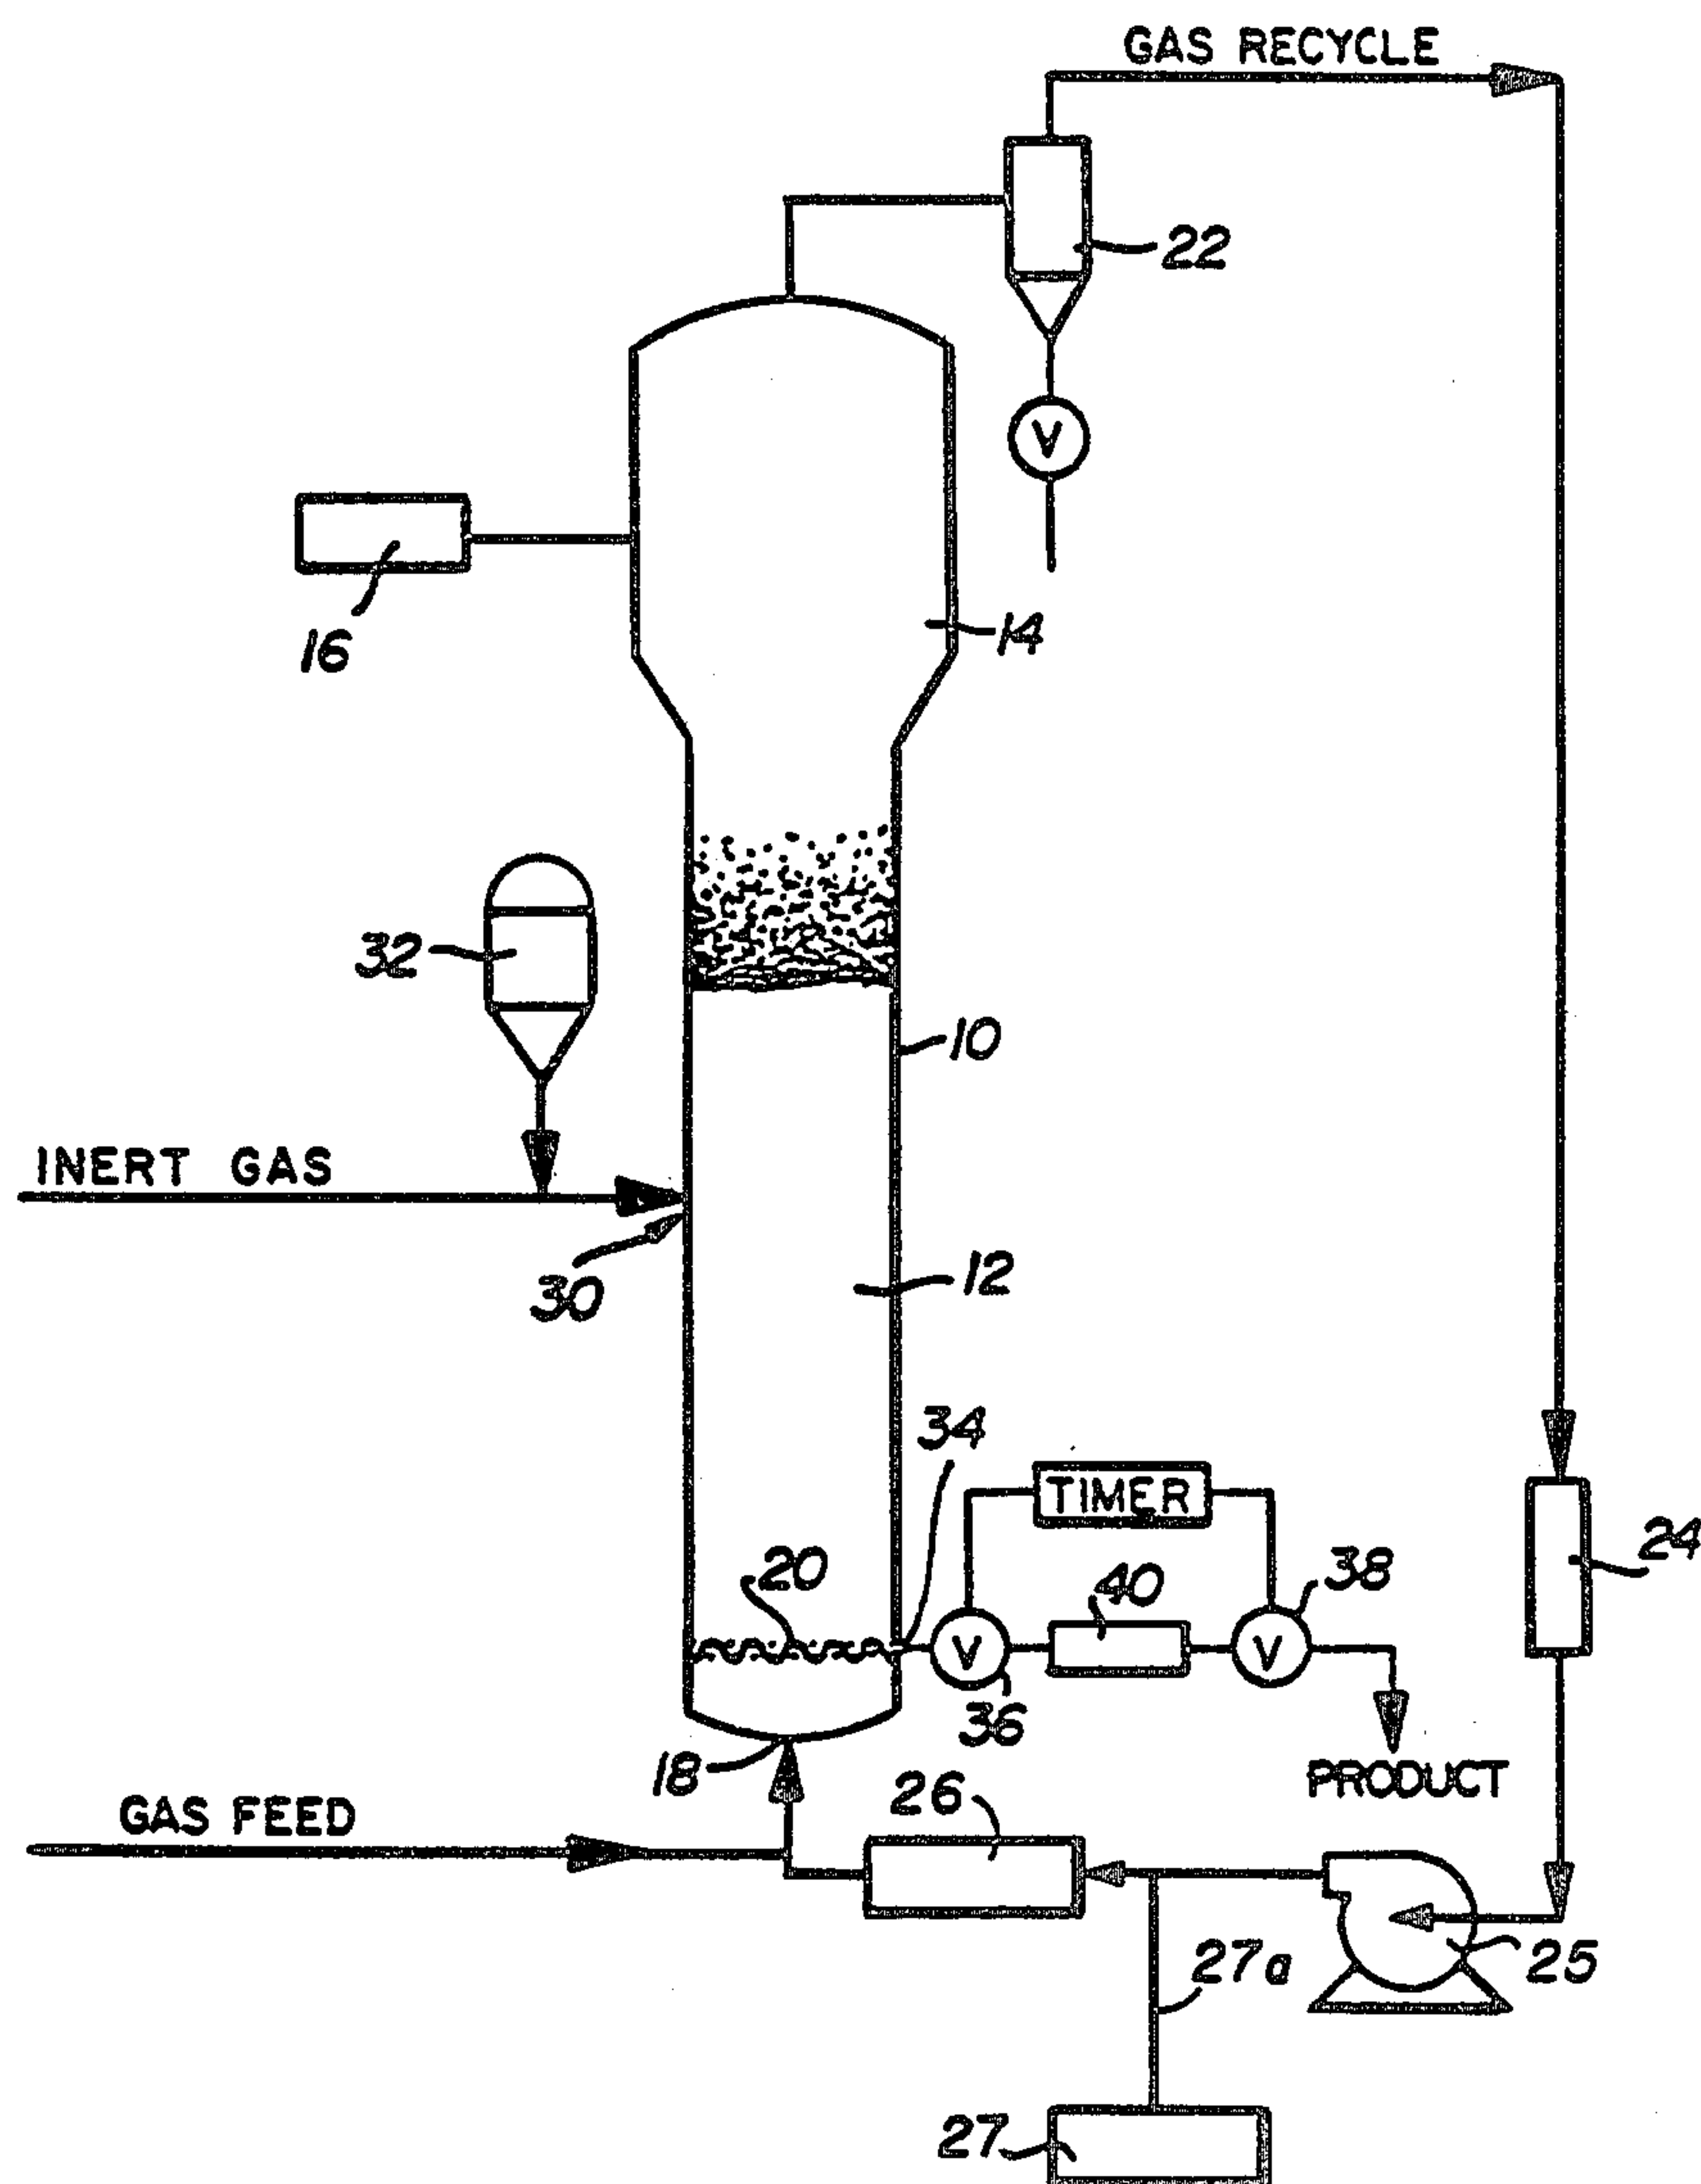 GAS RECYCLE
22
V
16
14
32
10
INERT GAS
30
12
34
TIMER
24
20
40
38
V
V
36
18
PRODUCT
26
GAS FEED
27a
25
27